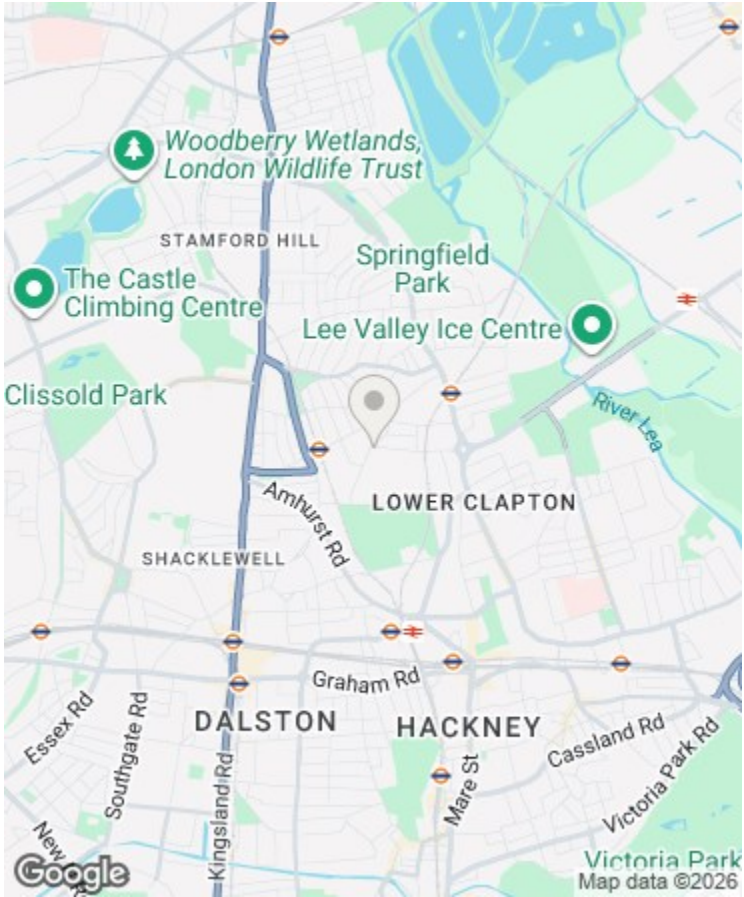 Woodberry Wetlands,
London Wildlife Trust
STAMFORD HILL
Springfield
Park
The Castle
Climbing Centre
Lee Valley Ice Centre
Clissold Park
River Lea
LOWER CLAPTON
Amhurst Rd
SHACKLEWELL
Graham Rd
Essex Rd
Southgate Rd
DALSTON
HACKNEY
Cassland Rd
Kingsland Rd
Mare St
Victoria Park Rd
New
Victoria Park
Google
Map data ©2026